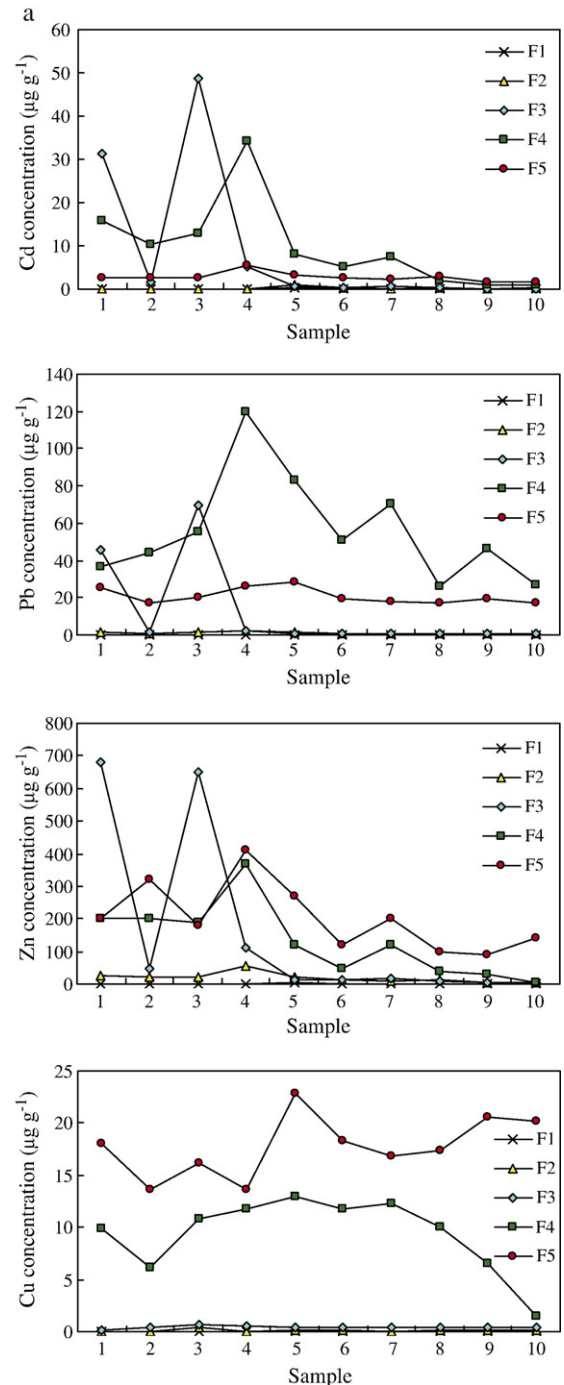 a
Cd concentration (µg g⁻¹)
60
50
40
30
20
10
0
F1
F2
F3
F4
F5
1 2 3 4 5 6 7 8 9 10
Sample
Pb concentration (µg g⁻¹)
140
120
100
80
60
40
20
0
F1
F2
F3
F4
F5
1 2 3 4 5 6 7 8 9 10
Sample
Zn concentration (µg g⁻¹)
800
700
600
500
400
300
200
100
0
F1
F2
F3
F4
F5
1 2 3 4 5 6 7 8 9 10
Sample
Cu concentration (µg g⁻¹)
25
20
15
10
5
0
F1
F2
F3
F4
F5
1 2 3 4 5 6 7 8 9 10
Sample